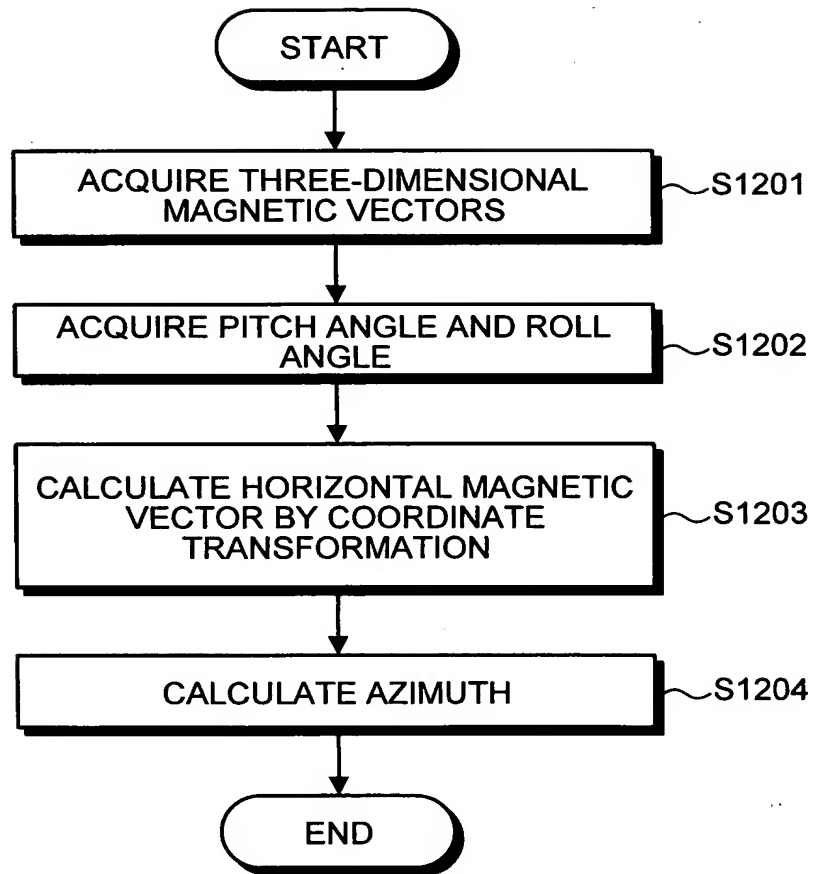 START
ACQUIRE THREE-DIMENSIONAL
MAGNETIC VECTORS
S1201
ACQUIRE PITCH ANGLE AND ROLL
ANGLE
S1202
CALCULATE HORIZONTAL MAGNETIC
VECTOR BY COORDINATE
TRANSFORMATION
S1203
CALCULATE AZIMUTH
S1204
END